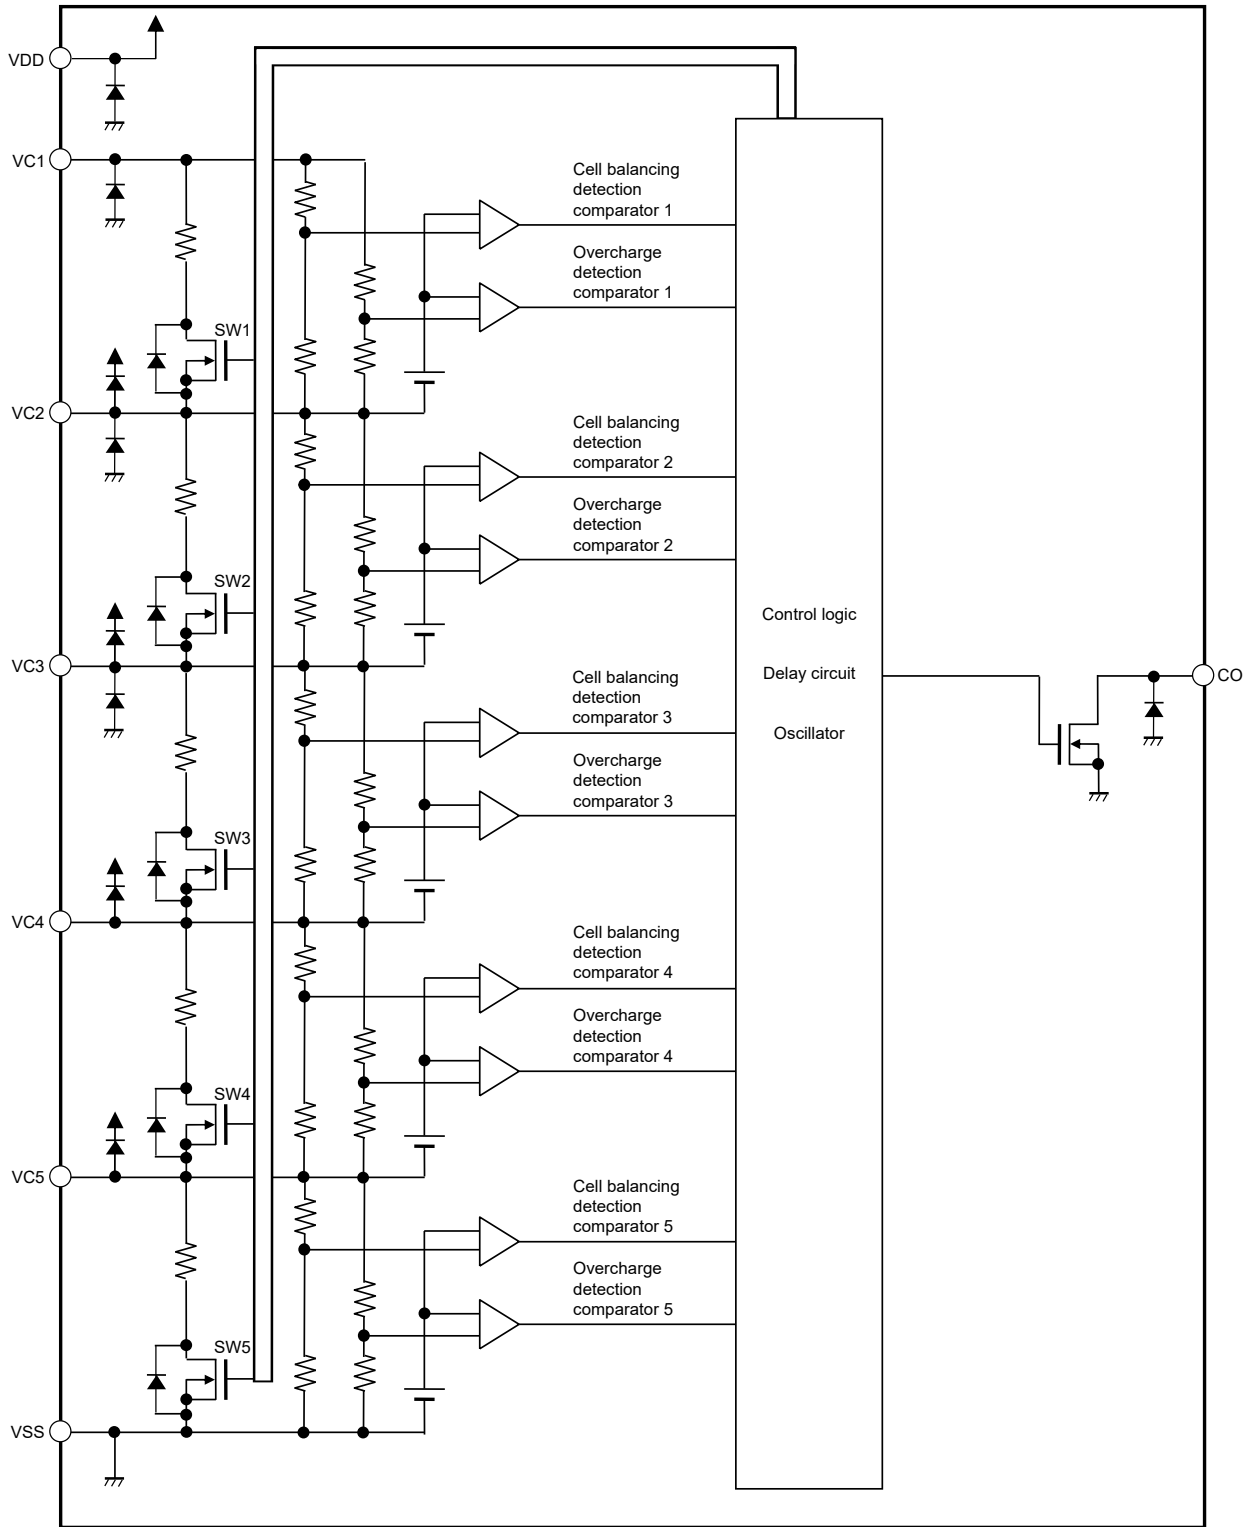 VDD
VC1
Cell balancing
detection
comparator 1
Overcharge
detection
comparator 1
SW1
VC2
Cell balancing
detection
comparator 2
Overcharge
detection
comparator 2
SW2
Control logic
VC3
Delay circuit
CO
Cell balancing
detection
comparator 3
Oscillator
Overcharge
detection
comparator 3
SW3
VC4
Cell balancing
detection
comparator 4
Overcharge
detection
comparator 4
SW4
VC5
Cell balancing
detection
comparator 5
Overcharge
detection
comparator 5
SW5
VSS